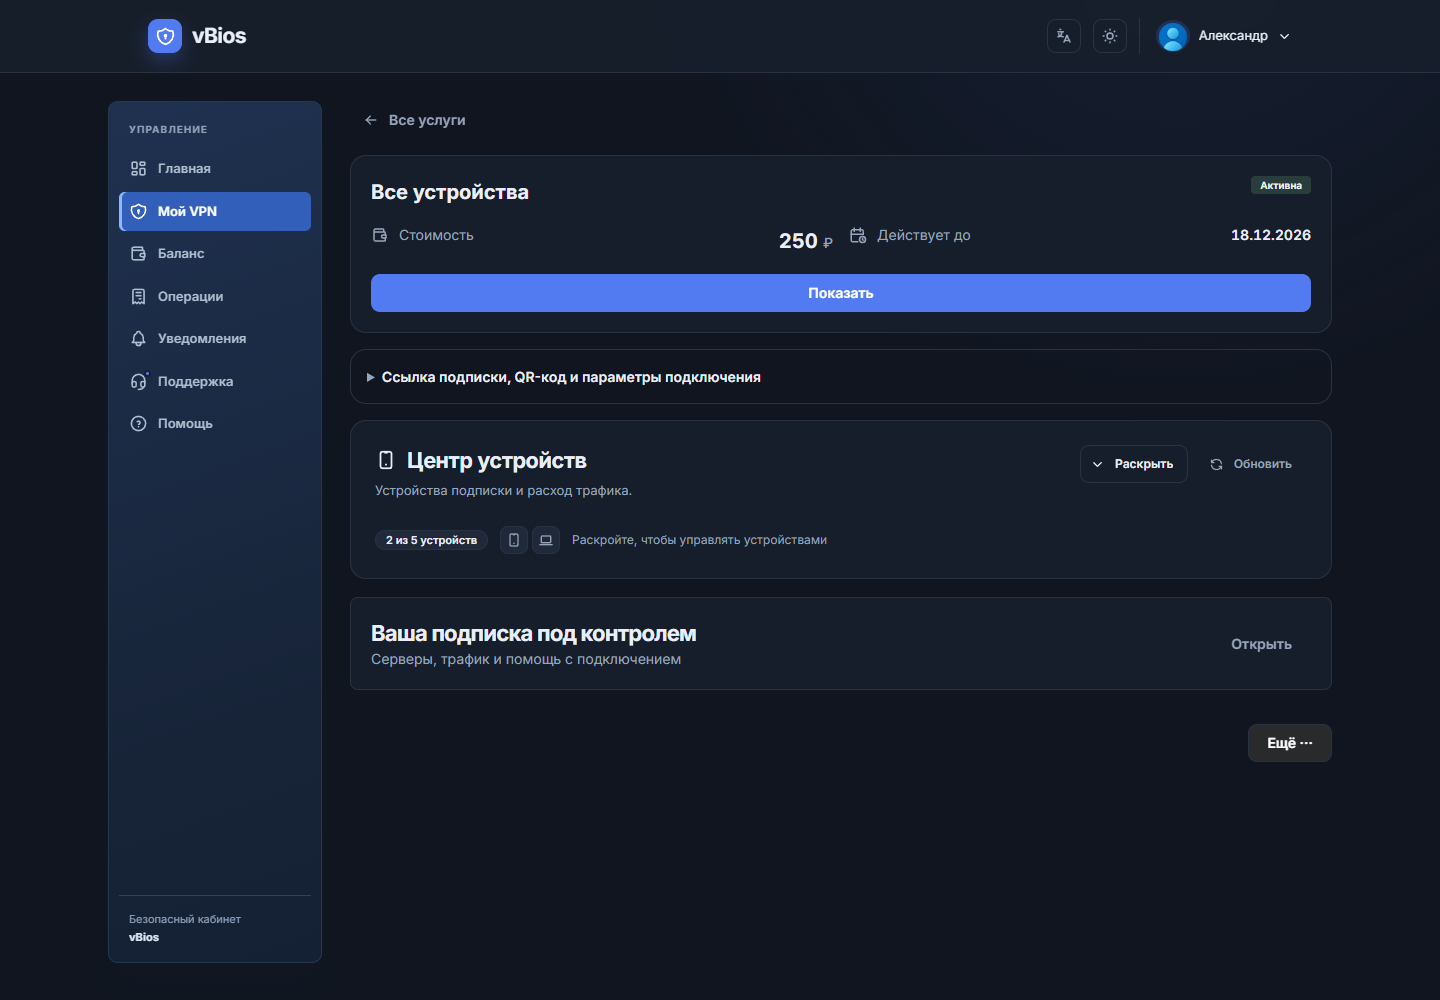 vBios
Александр
УПРАВЛЕНИЕ
Главная
Мой VPN
Баланс
Операции
Уведомления
Поддержка
Помощь
Безопасный кабинет
vBios
Все услуги
Все устройства
Активна
Стоимость
250 ₽
Действует до
18.12.2026
Показать
Ссылка подписки, QR-код и параметры подключения
Центр устройств
Раскрыть
Обновить
Устройства подписки и расход трафика.
2 из 5 устройств
Раскройте, чтобы управлять устройствами
Ваша подписка под контролем
Серверы, трафик и помощь с подключением
Открыть
Ещё ···